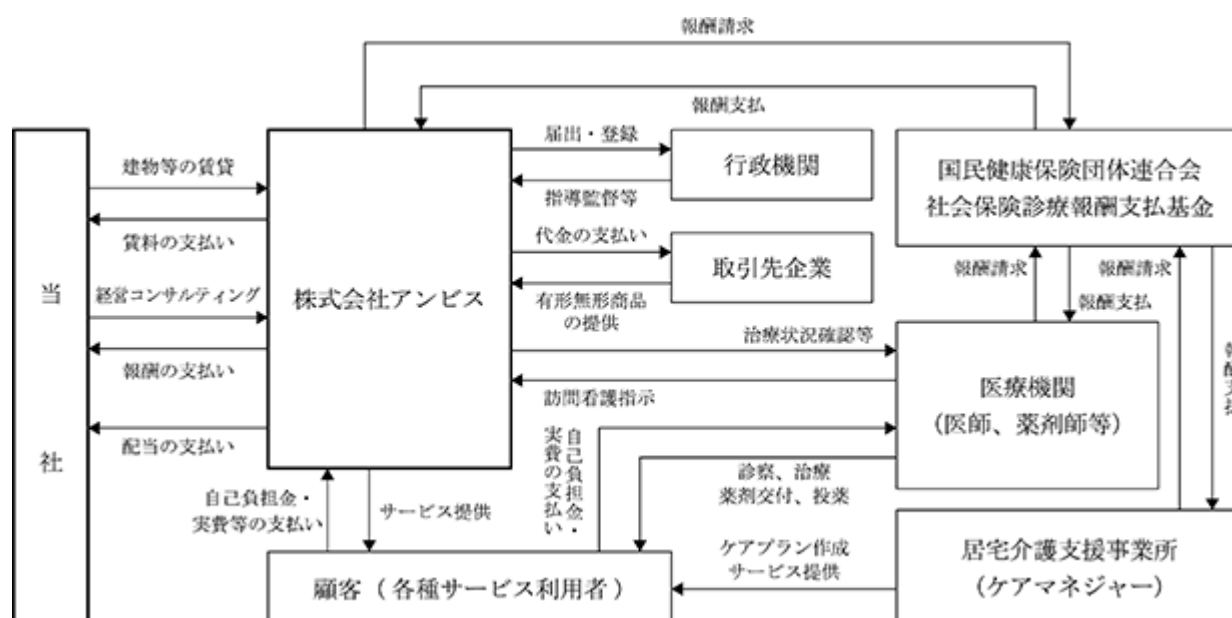 報酬請求
報酬支払
当社
建物等の賃貸
賃料の支払い
経営コンサルティング
報酬の支払い
配当の支払い
株式会社アンビス
届出・登録
指導監督等
行政機関
代金の支払い
有形無形商品
の提供
取引先企業
国民健康保険団体連合会
社会保険診療報酬支払基金
報酬請求
報酬支払
報酬請求
報酬支払
治療状況確認等
訪問看護指示
医療機関
（医師、薬剤師等）
自己負担金・
実費の支払い
診察、治療
薬剤交付、投薬
自己負担金・
実費等の支払い
サービス提供
ケアプラン作成
サービス提供
顧客（各種サービス利用者）
居宅介護支援事業所
（ケアマネジャー）